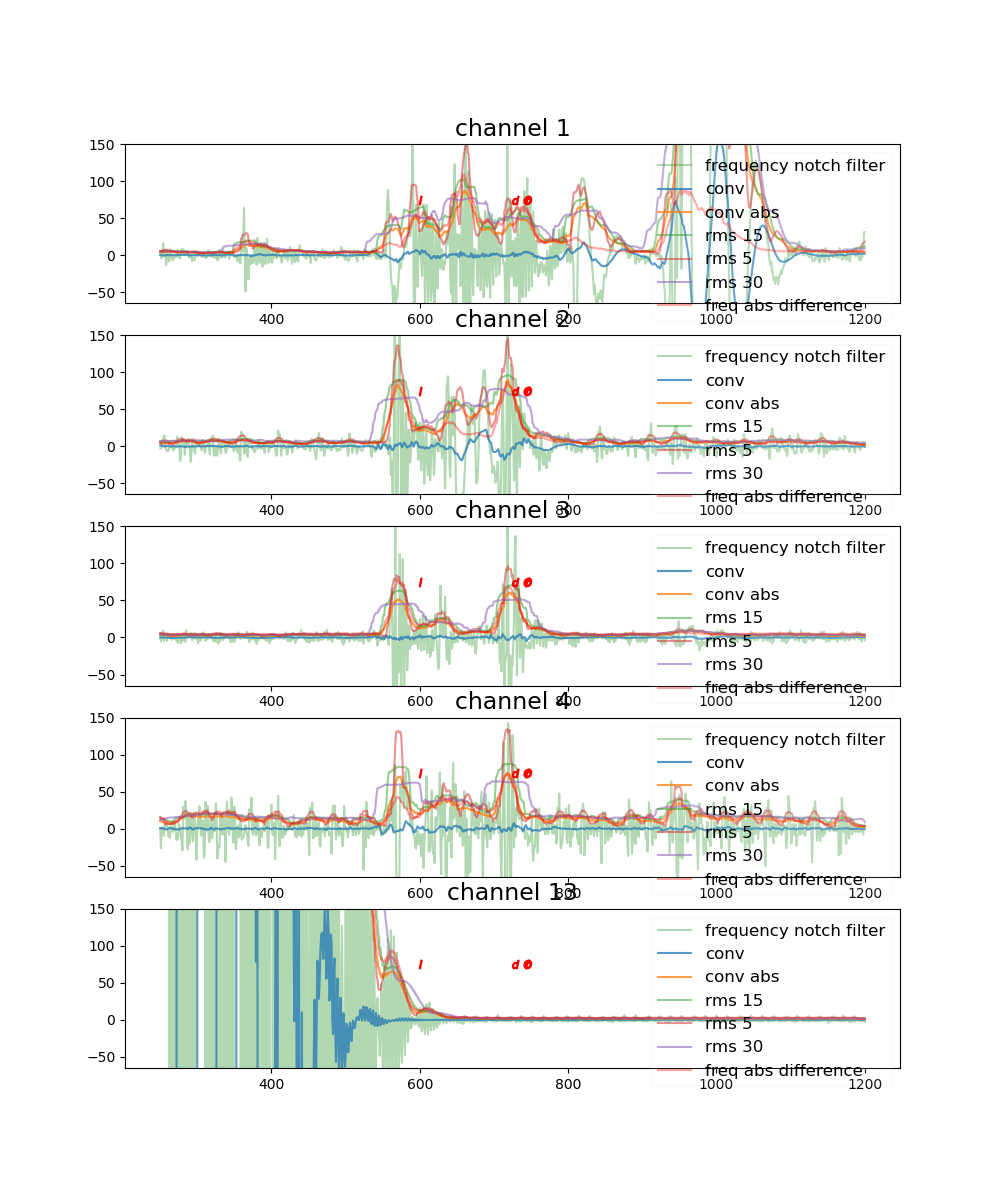 channel 1
150
100
50
0
−50
l
d
frequency notch filter
conv
conv abs
rms 15
rms 5
rms 30
freq abs difference
400 600 800 1000 1200
channel 2
150
100
50
0
−50
l
d
frequency notch filter
conv
conv abs
rms 15
rms 5
rms 30
freq abs difference
400 600 800 1000 1200
channel 3
150
100
50
0
−50
l
d
frequency notch filter
conv
conv abs
rms 15
rms 5
rms 30
freq abs difference
400 600 800 1000 1200
channel 4
150
100
50
0
−50
l
d
frequency notch filter
conv
conv abs
rms 15
rms 5
rms 30
freq abs difference
400 600 800 1000 1200
channel 13
150
100
50
0
−50
l
d
frequency notch filter
conv
conv abs
rms 15
rms 5
rms 30
freq abs difference
400 600 800 1000 1200